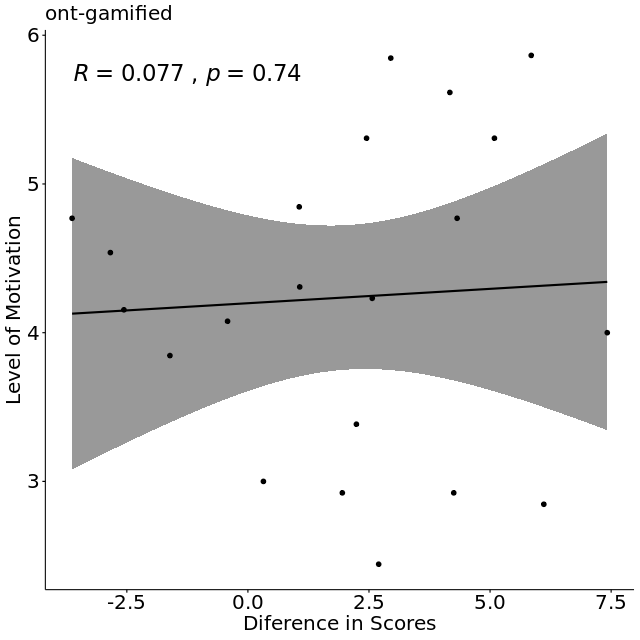 ont-gamified
R = 0.077 , p = 0.74
6
5
4
3
Level of Motivation
-2.5 0.0 2.5 5.0 7.5
Diference in Scores